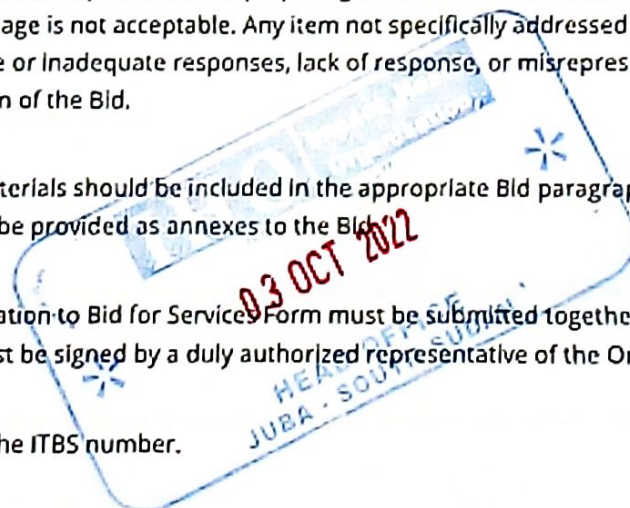 age is not acceptable. Any item not specifically addressed
e or inadequate responses, lack of response, or misrepres
n of the Bid.
terials should be included in the appropriate Bid paragra
be provided as annexes to the Bid.
03 OCT 2022
ation to Bid for Services Form must be submitted togethe
st be signed by a duly authorized representative of the Or
HEAD OFFICE
JUBA - SOUTH SUDAN
he ITBS number.